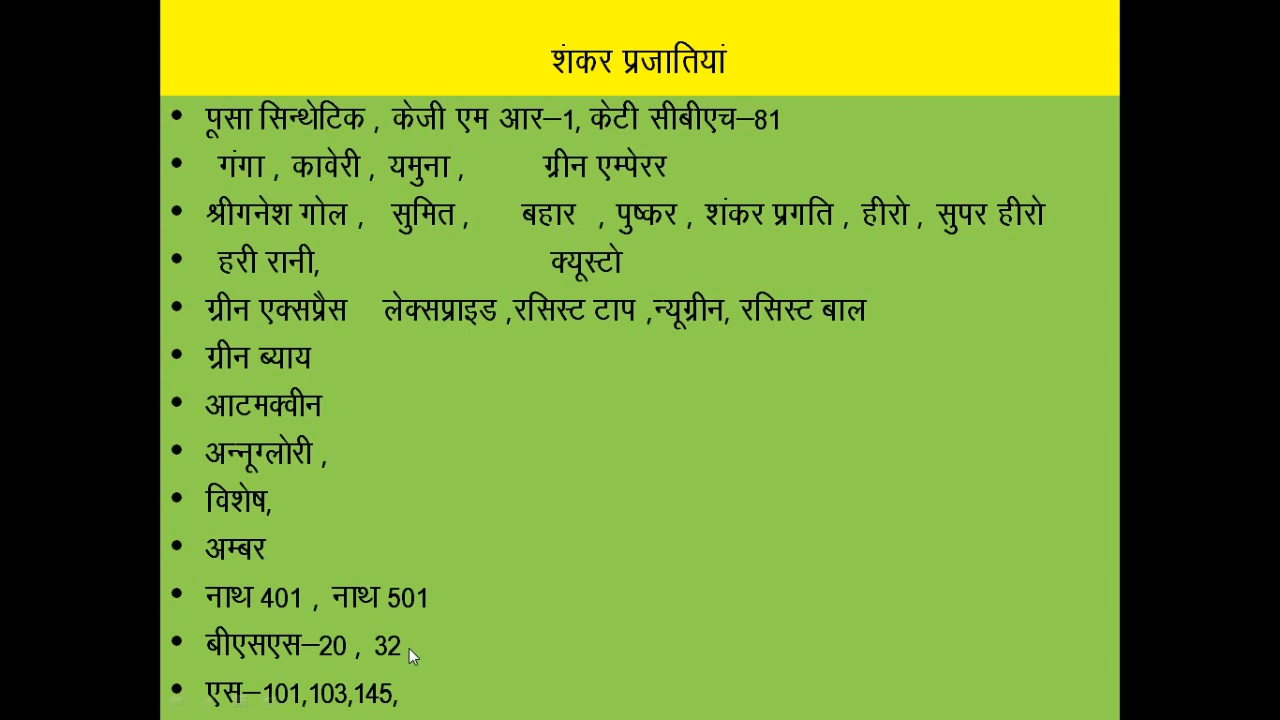 शंकर प्रजातियां
• पूसा सिन्थेटिक , केजी एम आर–1, केटी सीबीएच–81
• गंगा , कावेरी , यमुना , ग्रीन एम्पेरर
• श्रीगनेश गोल , सुमित , बहार , पुष्कर , शंकर प्रगति , हीरो , सुपर हीरो
• हरी रानी, क्यूस्टो
• ग्रीन एक्सप्रैस लेक्सप्राइड ,रसिस्ट टाप ,न्यूग्रीन, रसिस्ट बाल
• ग्रीन ब्याय
• आटमक्वीन
• अन्नूग्लोरी ,
• विशेष,
• अम्बर
• नाथ 401 , नाथ 501
• बीएसएस–20 , 32
• एस–101,103,145,